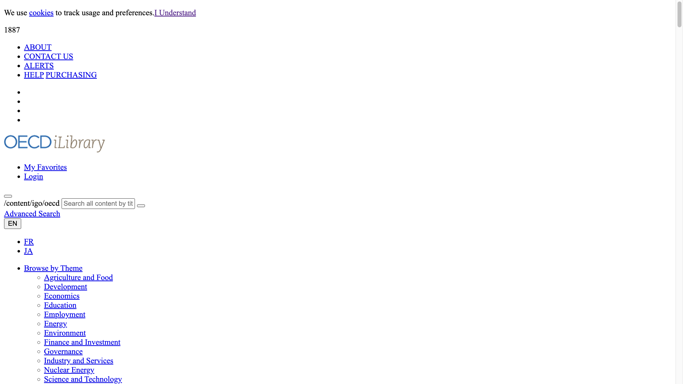 We use cookies to track usage and preferences.I Understand
1887
ABOUT
CONTACT US
ALERTS
HELP PURCHASING
OECD iLibrary
My Favorites
Login
/content/igo/oecd Search all content by tit
Advanced Search
EN
FR
JA
Browse by Theme
Agriculture and Food
Development
Economics
Education
Employment
Energy
Environment
Finance and Investment
Governance
Industry and Services
Nuclear Energy
Science and Technology